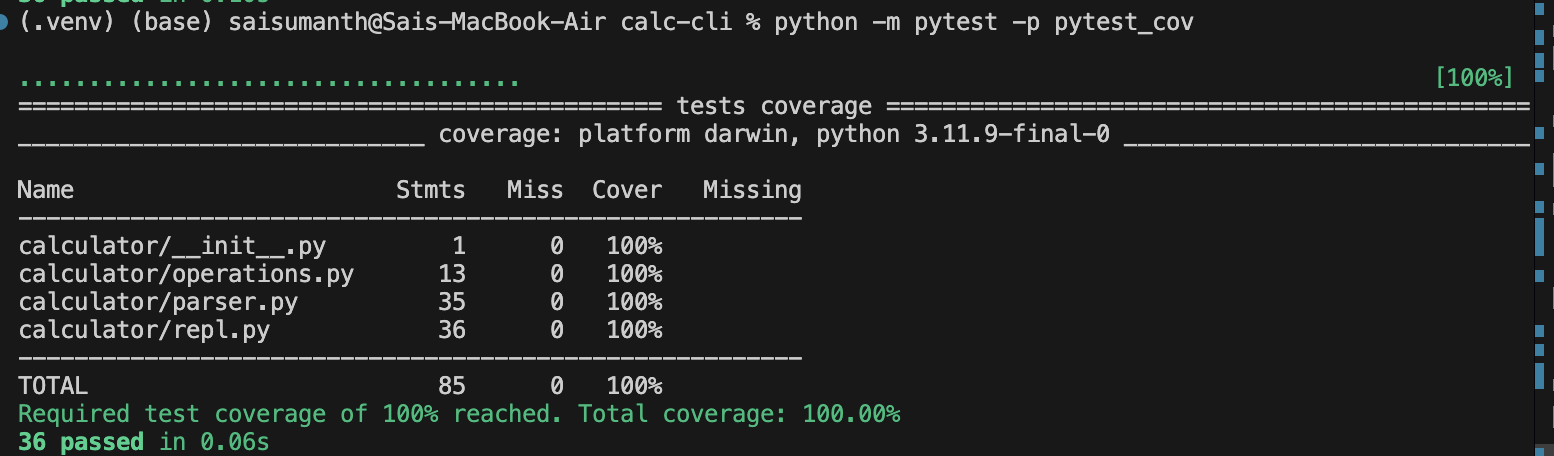 (.venv) (base) saisumanth@Sais-MacBook-Air calc-cli % python -m pytest -p pytest_cov
.................................... [100%]
============================================== tests coverage ==============================================
_____________________________ coverage: platform darwin, python 3.11.9-final-0 _____________________________
Name                       Stmts   Miss  Cover   Missing
--------------------------------------------------------
calculator/__init__.py         1      0   100%
calculator/operations.py      13      0   100%
calculator/parser.py          35      0   100%
calculator/repl.py            36      0   100%
--------------------------------------------------------
TOTAL                         85      0   100%
Required test coverage of 100% reached. Total coverage: 100.00%
36 passed in 0.06s